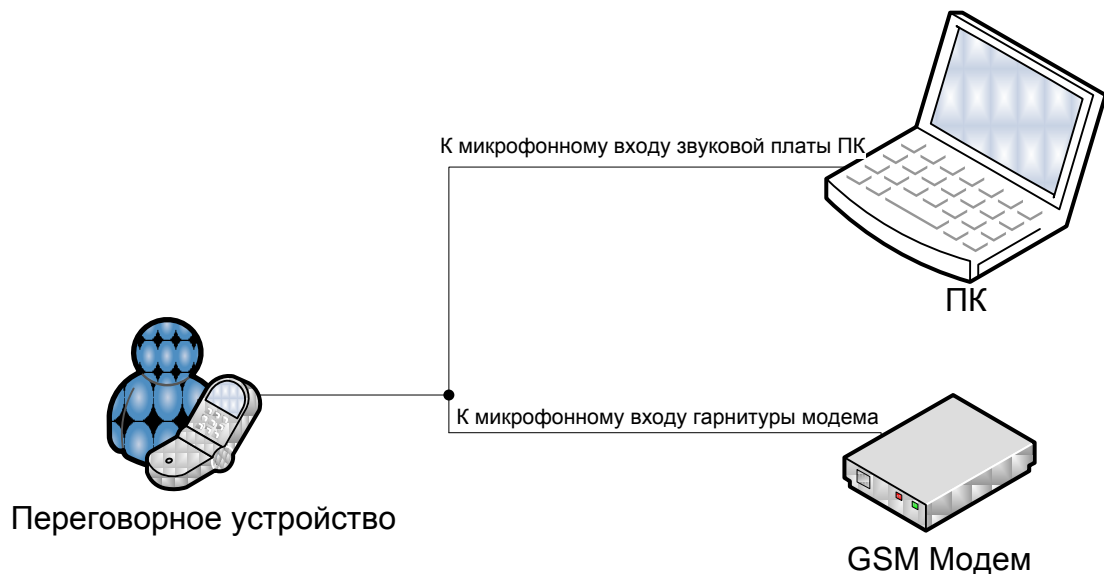 К микрофонному входу звуковой платы ПК
ПК
К микрофонному входу гарнитуры модема
Переговорное устройство
GSM Модем